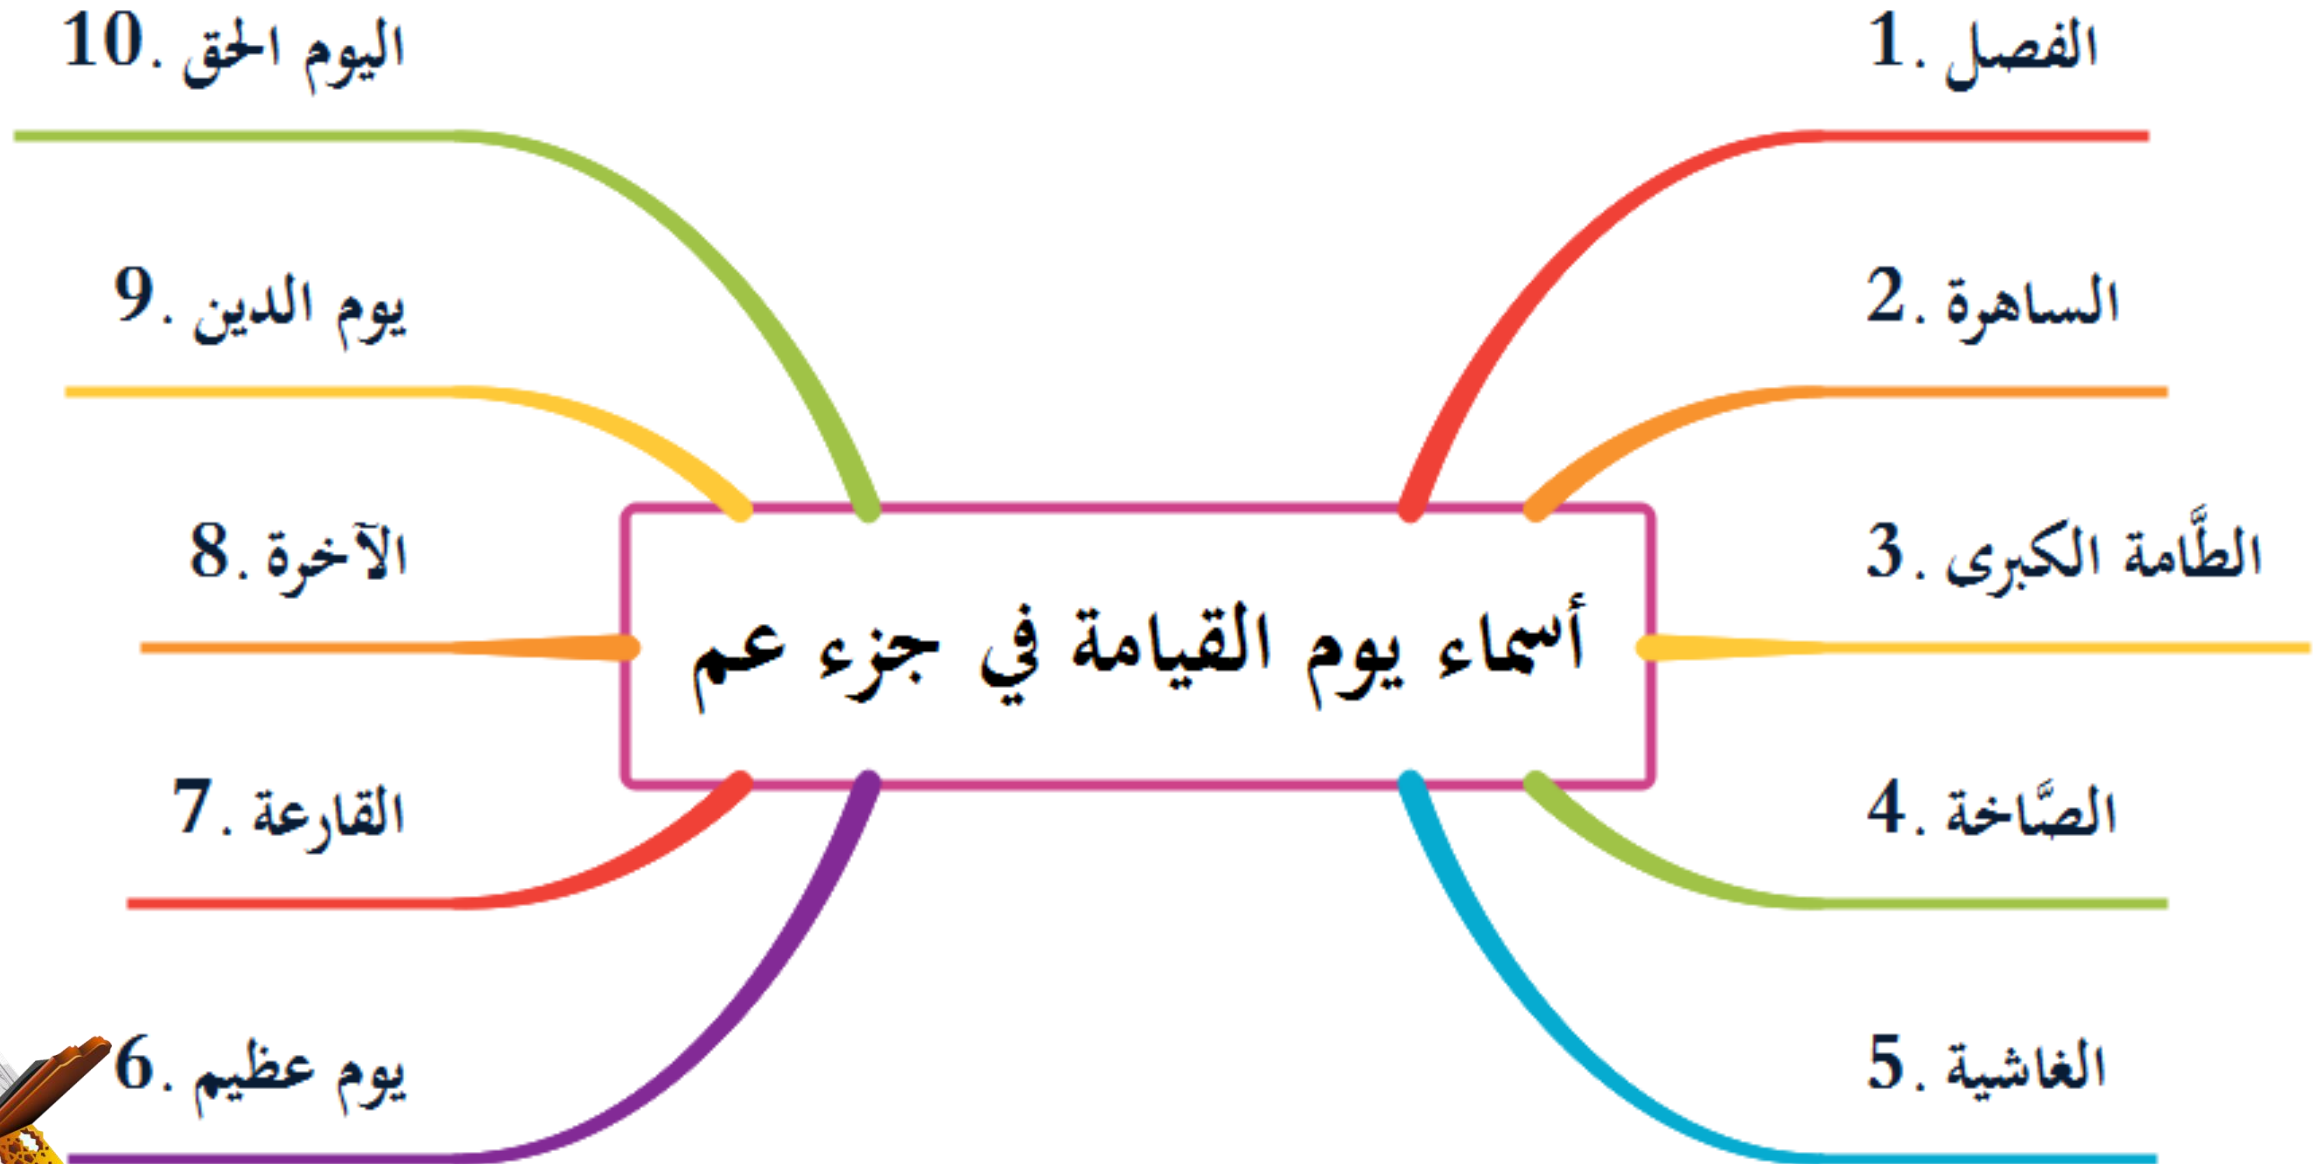 أسماء يوم القيامة في جزء عم
1. الفصل
2. الساهرة
3. الطَّامة الكبرى
4. الصَّاخة
5. الغاشية
6. يوم عظيم
7. القارعة
8. الآخرة
9. يوم الدين
10. اليوم الحق